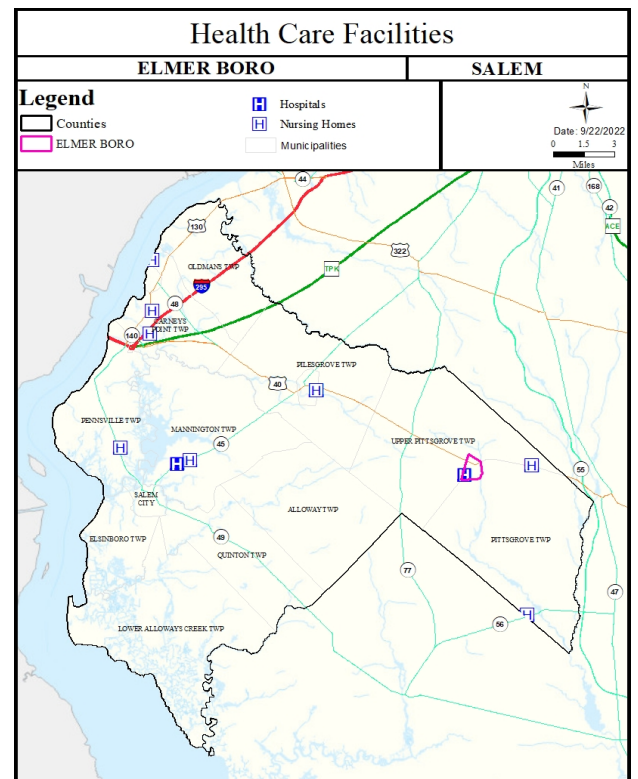 Health Care Facilities
ELMER BORO
SALEM
Legend
Counties
ELMER BORO
H Hospitals
H Nursing Homes
Municipalities
N
Date: 9/22/2022
0 1.5 3
Miles
44
41
168
42
ACE
130
322
OLDMANS TWP
TPK
295
H
48
H
CARNEYS
POINT TWP
140
H
PILESGROVE TWP
40
H
PENNSVILLE TWP
MANNINGTON TWP
45
UPPER PITTSGROVE TWP
H
H
H
H
H
55
SALEM
CITY
ALLOWAY TWP
ELSINBORO TWP
49
QUINTON TWP
PITTSGROVE TWP
77
47
H
56
LOWER ALLOWAYS CREEK TWP